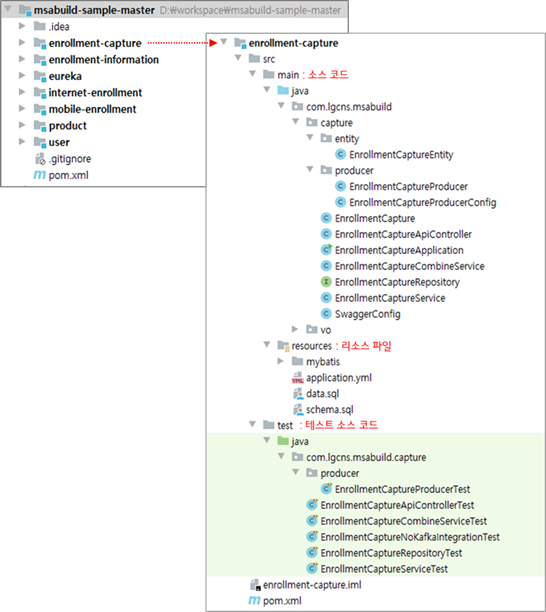 msabuild-sample-master D:₩workspace₩msabuild-sample-master
.idea
enrollment-capture
enrollment-information
eureka
internet-enrollment
mobile-enrollment
product
user
.gitignore
pom.xml
enrollment-capture
src
main : 소스 코드
java
com.lgcns.msabuild
capture
entity
EnrollmentCaptureEntity
producer
EnrollmentCaptureProducer
EnrollmentCaptureProducerConfig
EnrollmentCapture
EnrollmentCaptureApiController
EnrollmentCaptureApplication
EnrollmentCaptureCombineService
EnrollmentCaptureRepository
EnrollmentCaptureService
SwaggerConfig
vo
resources : 리소스 파일
mybatis
application.yml
data.sql
schema.sql
test : 테스트 소스 코드
java
com.lgcns.msabuild.capture
producer
EnrollmentCaptureProducerTest
EnrollmentCaptureApiControllerTest
EnrollmentCaptureCombineServiceTest
EnrollmentCaptureNoKafkaIntegrationTest
EnrollmentCaptureRepositoryTest
EnrollmentCaptureServiceTest
enrollment-capture.iml
pom.xml